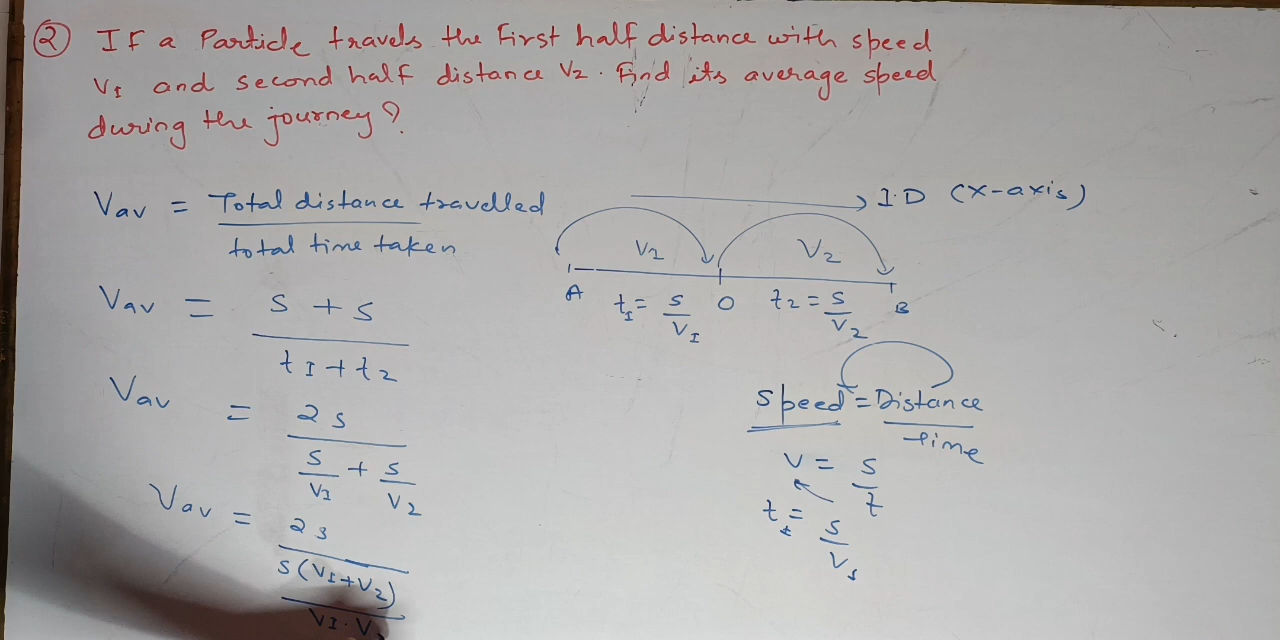 ② If a Particle travels the first half distance with speed
V₁ and second half distance V₂. Find its average speed
during the journey?
Vav = Total distance travelled
total time taken
I.D (x-axis)
V₁ V₂
A t₁ = S/V₁ O t₂ = S/V₂ B
Vav = S + S
t₁ + t₂
Vav = 2S
S/V₁ + S/V₂
Speed = Distance
time
V = S/t
t₁ = S/V₁
Vav = 2S
S(V₁+V₂)
V₁.V₂